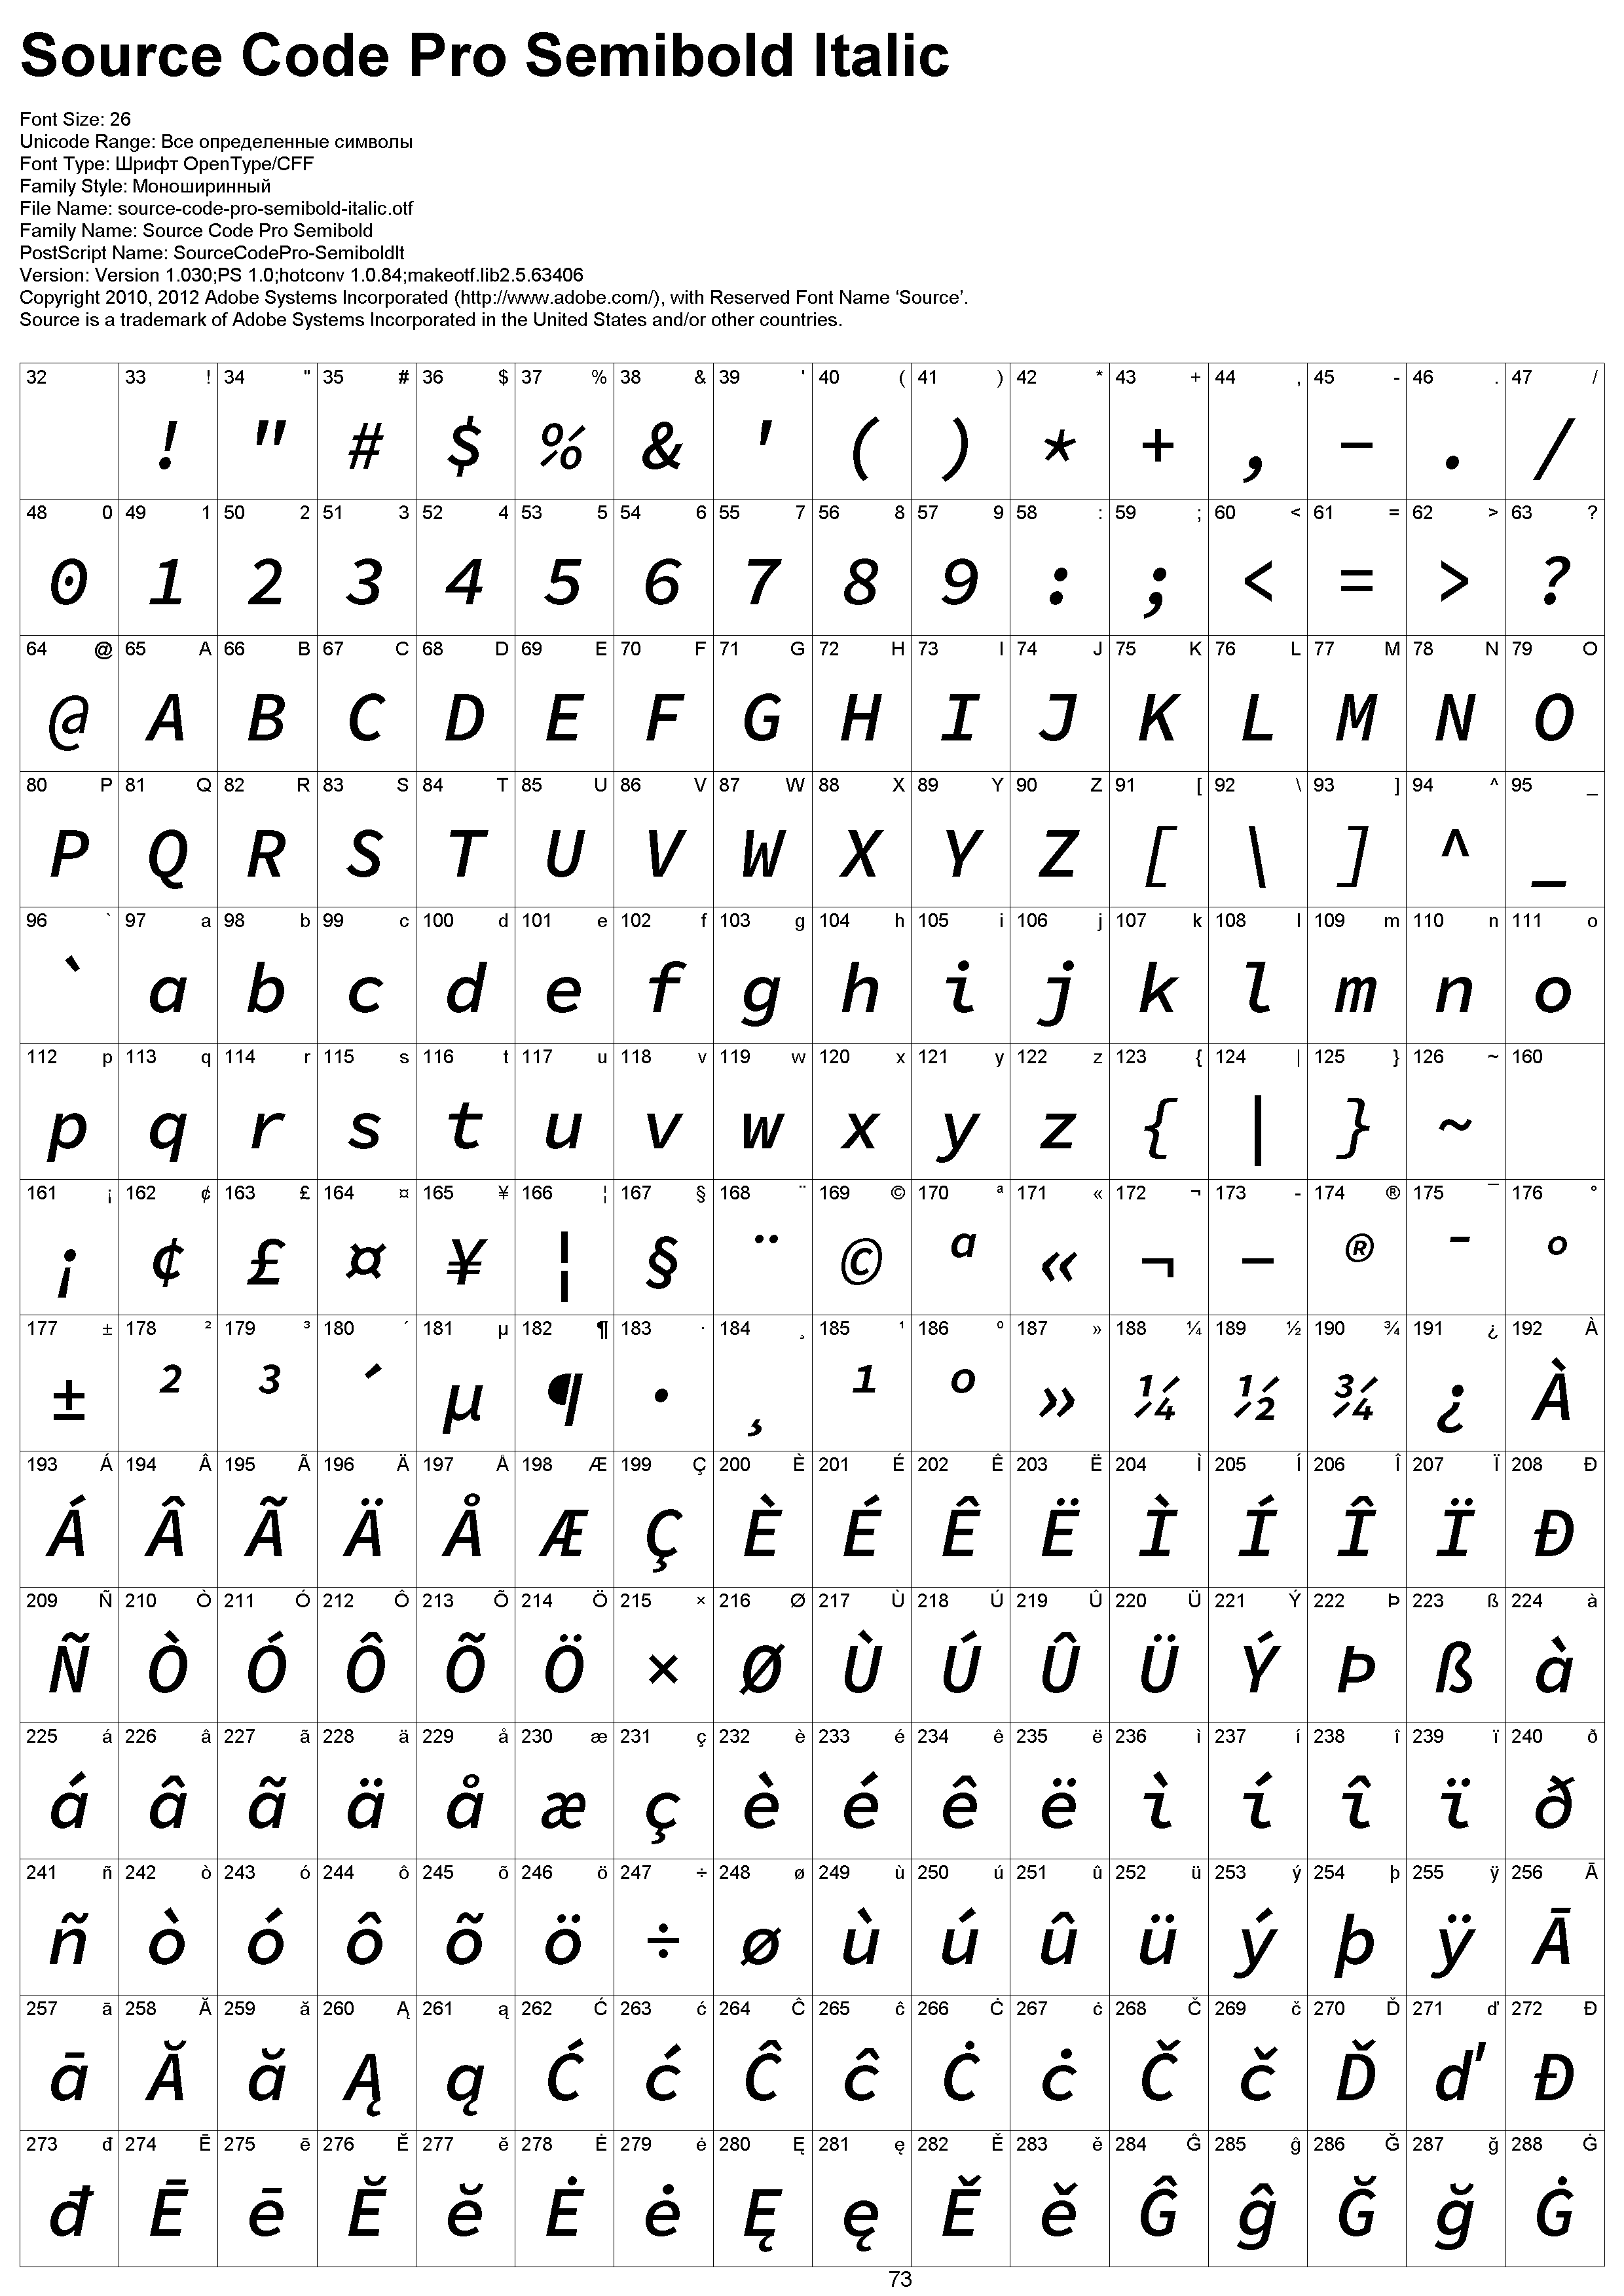 Source Code Pro Semibold Italic
Font Size: 26
Unicode Range: Все определенные символы
Font Type: Шрифт OpenType/CFF
Family Style: Моноширинный
File Name: source-code-pro-semibold-italic.otf
Family Name: Source Code Pro Semibold
PostScript Name: SourceCodePro-SemiboldIt
Version: Version 1.030;PS 1.0;hotconv 1.0.84;makeotf.lib2.5.63406
Copyright 2010, 2012 Adobe Systems Incorporated (http://www.adobe.com/), with Reserved Font Name ‘Source’.
Source is a trademark of Adobe Systems Incorporated in the United States and/or other countries.
32 33 ! 34 " 35 # 36 $ 37 % 38 & 39 ' 40 ( 41 ) 42 * 43 + 44 , 45 - 46 . 47 /
! " # $ % & ' ( ) * + , - . /
48 0 49 1 50 2 51 3 52 4 53 5 54 6 55 7 56 8 57 9 58 : 59 ; 60 < 61 = 62 > 63 ?
0 1 2 3 4 5 6 7 8 9 : ; < = > ?
64 @ 65 A 66 B 67 C 68 D 69 E 70 F 71 G 72 H 73 I 74 J 75 K 76 L 77 M 78 N 79 O
@ A B C D E F G H I J K L M N O
80 P 81 Q 82 R 83 S 84 T 85 U 86 V 87 W 88 X 89 Y 90 Z 91 [ 92 \ 93 ] 94 ^ 95 _
P Q R S T U V W X Y Z [ \ ] ^ _
96 ` 97 a 98 b 99 c 100 d 101 e 102 f 103 g 104 h 105 i 106 j 107 k 108 l 109 m 110 n 111 o
` a b c d e f g h i j k l m n o
112 p 113 q 114 r 115 s 116 t 117 u 118 v 119 w 120 x 121 y 122 z 123 { 124 | 125 } 126 ~ 160
p q r s t u v w x y z { | } ~
161 ¡ 162 ¢ 163 £ 164 ¤ 165 ¥ 166 ¦ 167 § 168 ¨ 169 © 170 ª 171 « 172 ¬ 173 - 174 ® 175 ¯ 176 °
¡ ¢ £ ¤ ¥ ¦ § ¨ © ª « ¬ - ® ¯ °
177 ± 178 ² 179 ³ 180 ´ 181 µ 182 ¶ 183 · 184 ¸ 185 ¹ 186 º 187 » 188 ¼ 189 ½ 190 ¾ 191 ¿ 192 À
± ² ³ ´ µ ¶ · ¸ ¹ º » ¼ ½ ¾ ¿ À
193 Á 194 Â 195 Ã 196 Ä 197 Å 198 Æ 199 Ç 200 È 201 É 202 Ê 203 Ë 204 Ì 205 Í 206 Î 207 Ï 208 Ð
Á Â Ã Ä Å Æ Ç È É Ê Ë Ì Í Î Ï Ð
209 Ñ 210 Ò 211 Ó 212 Ô 213 Õ 214 Ö 215 × 216 Ø 217 Ù 218 Ú 219 Û 220 Ü 221 Ý 222 Þ 223 ß 224 à
Ñ Ò Ó Ô Õ Ö × Ø Ù Ú Û Ü Ý Þ ß à
225 á 226 â 227 ã 228 ä 229 å 230 æ 231 ç 232 è 233 é 234 ê 235 ë 236 ì 237 í 238 î 239 ï 240 ð
á â ã ä å æ ç è é ê ë ì í î ï ð
241 ñ 242 ò 243 ó 244 ô 245 õ 246 ö 247 ÷ 248 ø 249 ù 250 ú 251 û 252 ü 253 ý 254 þ 255 ÿ 256 Ā
ñ ò ó ô õ ö ÷ ø ù ú û ü ý þ ÿ Ā
257 ā 258 Ă 259 ă 260 Ą 261 ą 262 Ć 263 ć 264 Ĉ 265 ĉ 266 Ċ 267 ċ 268 Č 269 č 270 Ď 271 ď 272 Đ
ā Ă ă Ą ą Ć ć Ĉ ĉ Ċ ċ Č č Ď ď Đ
273 đ 274 Ē 275 ē 276 Ĕ 277 ĕ 278 Ė 279 ė 280 Ę 281 ę 282 Ě 283 ě 284 Ĝ 285 ĝ 286 Ğ 287 ğ 288 Ġ
đ Ē ē Ĕ ĕ Ė ė Ę ę Ě ě Ĝ ĝ Ğ ğ Ġ
73